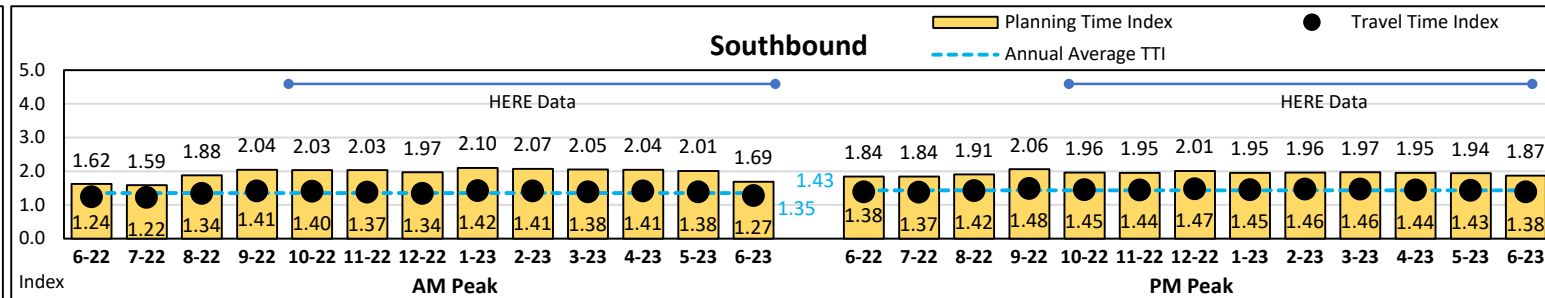 Planning Time Index
Travel Time Index
Southbound
Annual Average TTI
5.0
4.0
3.0
2.0
1.0
0.0
HERE Data
HERE Data
1.62 1.59 1.88 2.04 2.03 2.03 1.97 2.10 2.07 2.05 2.04 2.01 1.69
1.84 1.84 1.91 2.06 1.96 1.95 2.01 1.95 1.96 1.97 1.95 1.94 1.87
1.43
1.35
1.24 1.22 1.34 1.41 1.40 1.37 1.34 1.42 1.41 1.38 1.41 1.38 1.27
1.38 1.37 1.42 1.48 1.45 1.44 1.47 1.45 1.46 1.46 1.44 1.43 1.38
6-22 7-22 8-22 9-22 10-22 11-22 12-22 1-23 2-23 3-23 4-23 5-23 6-23
6-22 7-22 8-22 9-22 10-22 11-22 12-22 1-23 2-23 3-23 4-23 5-23 6-23
Index
AM Peak
PM Peak